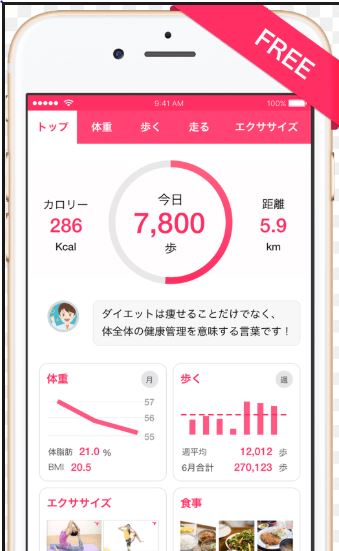 FREE
9:41 AM
100%
トップ 体重 歩く 走る エクササイズ
カロリー
286
Kcal
今日
7,800
歩
距離
5.9
km
ダイエットは痩せることだけでなく、
体全体の健康管理を意味する言葉です！
体重 月
57
56
55
体脂肪 21.0 %
BMI 20.5
歩く 週
週平均 12,012 歩
6月合計 270,123 歩
エクササイズ
食事